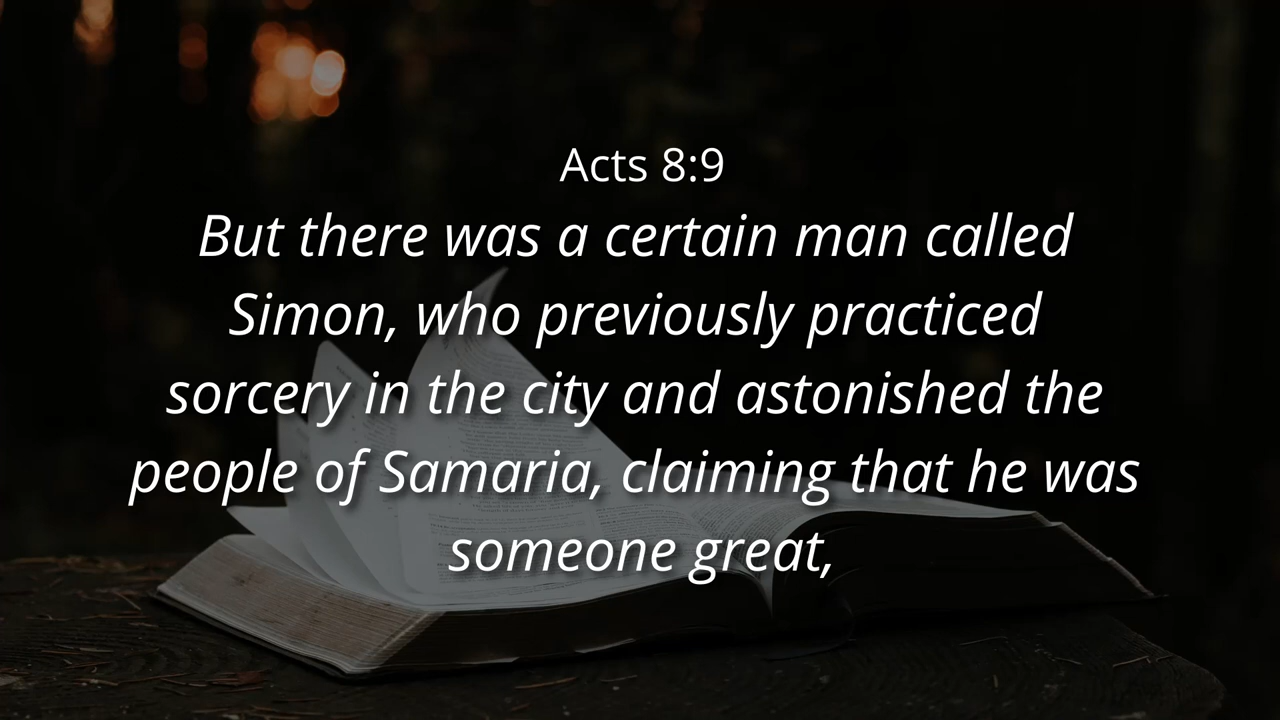 Acts 8:9
But there was a certain man called
Simon, who previously practiced
sorcery in the city and astonished the
people of Samaria, claiming that he was
someone great,